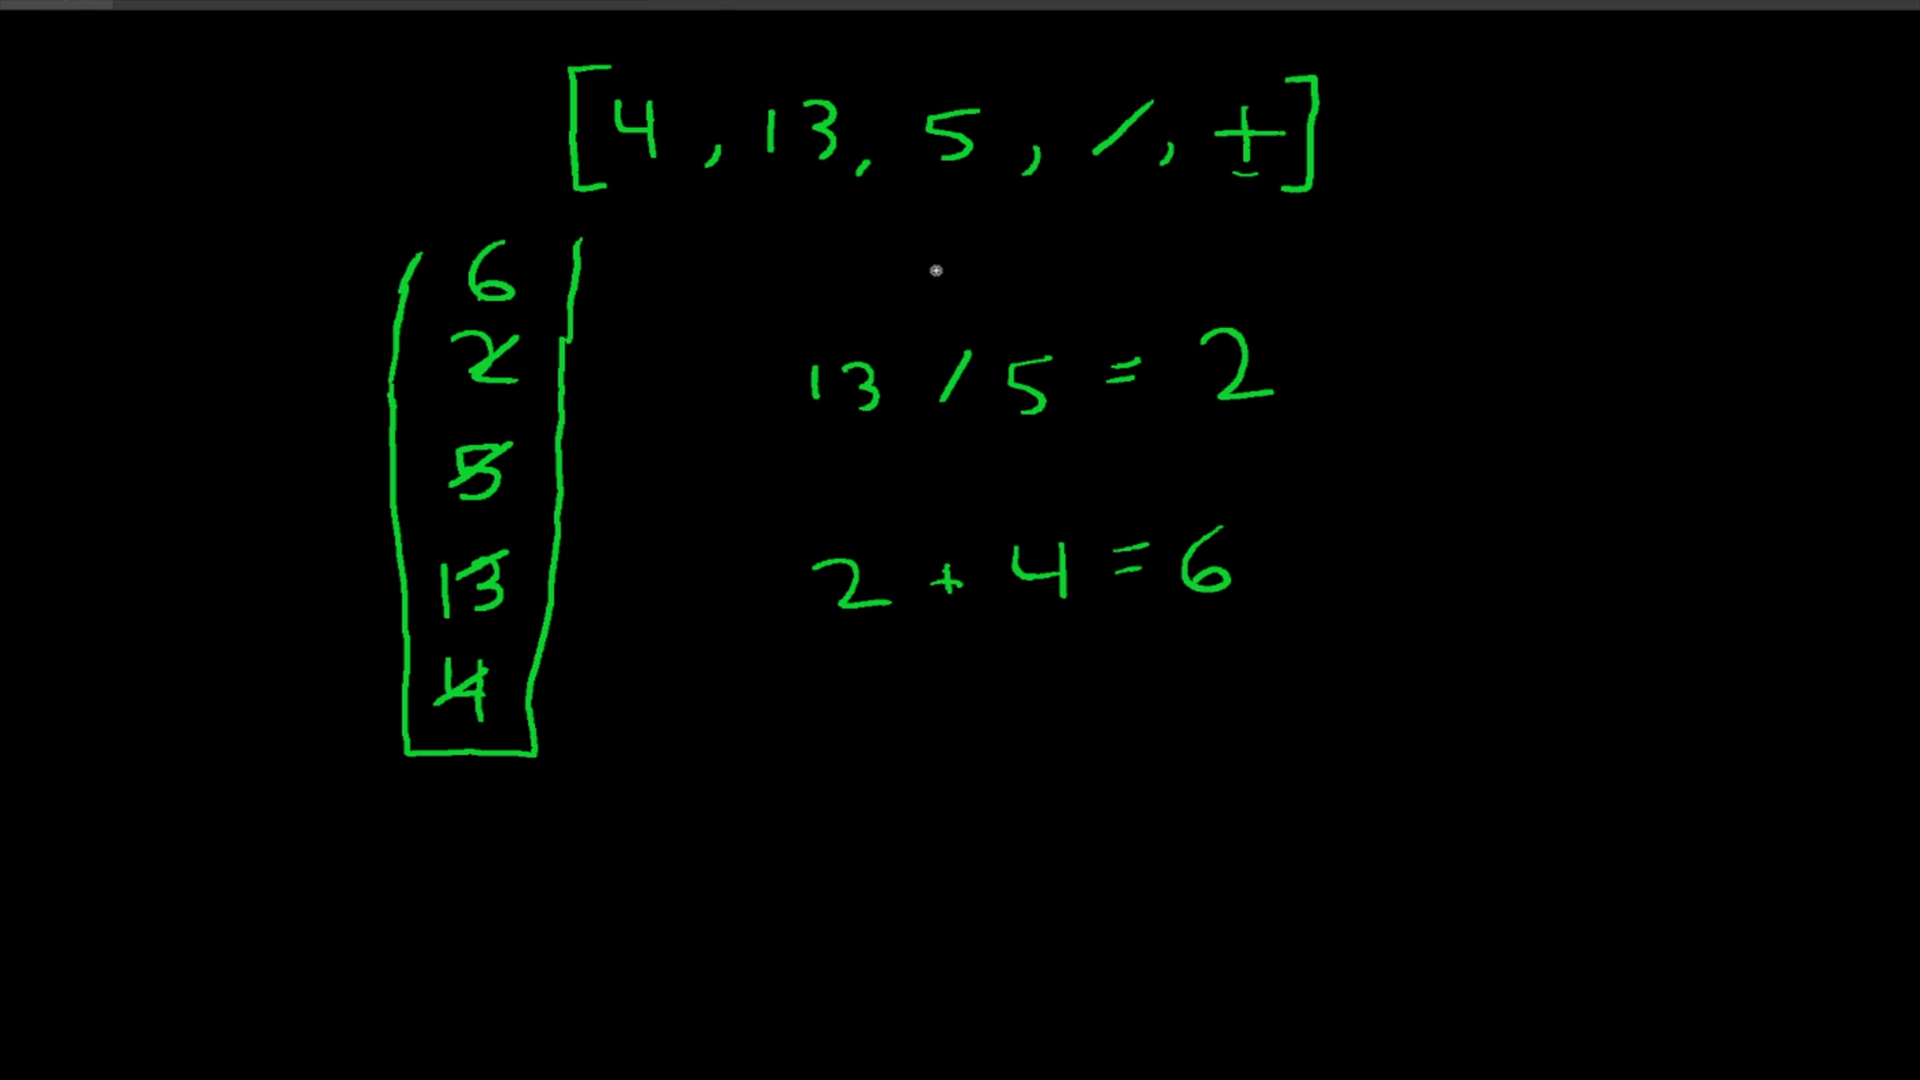 [4, 13, 5, /, +]
6
2
13 / 5 = 2
5
13
2 + 4 = 6
4